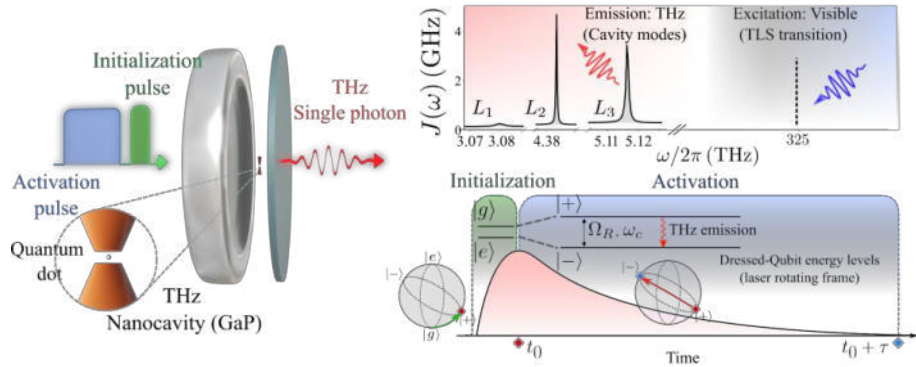 Initialization
pulse
THz
Single photon
Activation
pulse
Quantum
dot
THz
Nanocavity (GaP)
J(ω) (GHz)
4
2
0
Emission: THz
(Cavity modes)
Excitation: Visible
(TLS transition)
L₁
L₂
L₃
3.07 3.08
4.38
5.11 5.12
325
ω/2π (THz)
Initialization
Activation
|g⟩
|e⟩
|+⟩
|−⟩
Ω_R, ω_c
THz emission
Dressed-Qubit energy levels
(laser rotating frame)
|e⟩
|−⟩
|+⟩
|g⟩
|−⟩
|+⟩
t₀
Time
t₀ + τ